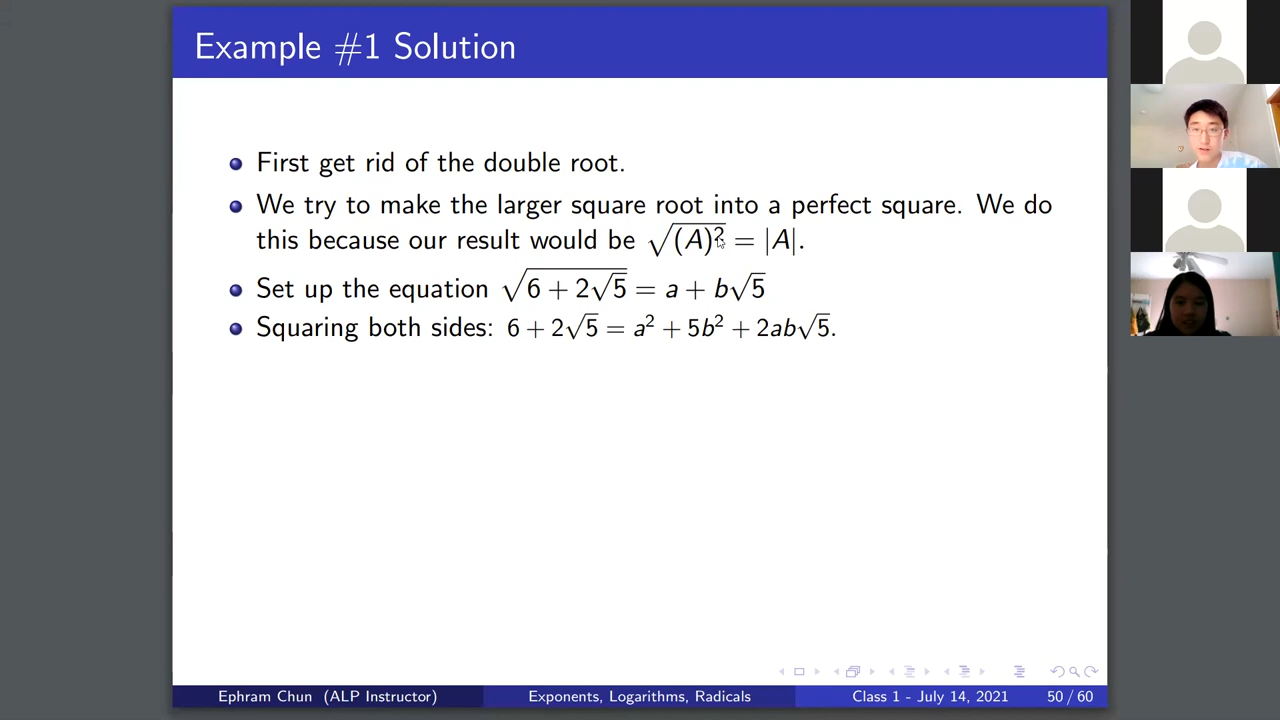 Example #1 Solution
First get rid of the double root.
We try to make the larger square root into a perfect square. We do
this because our result would be √(A)² = |A|.
Set up the equation √(6 + 2√5) = a + b√5
Squaring both sides: 6 + 2√5 = a² + 5b² + 2ab√5.
Ephram Chun (ALP Instructor) Exponents, Logarithms, Radicals Class 1 - July 14, 2021 50 / 60